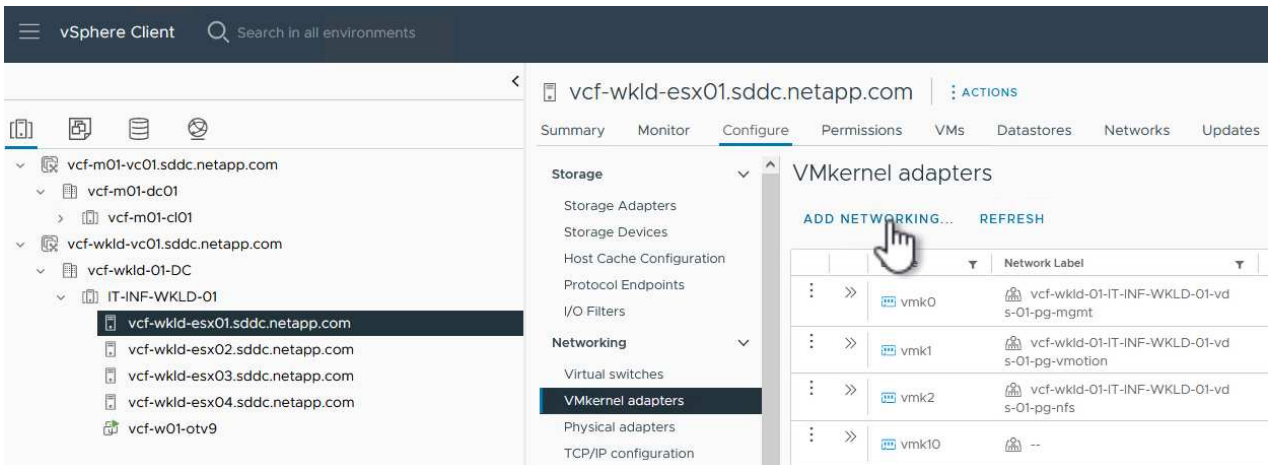 vSphere Client
Search in all environments
vcf-wkld-esx01.sddc.netapp.com
ACTIONS
Summary Monitor Configure Permissions VMs Datastores Networks Updates
vcf-m01-vc01.sddc.netapp.com
vcf-m01-dc01
vcf-m01-cl01
vcf-wkld-vc01.sddc.netapp.com
vcf-wkld-01-DC
IT-INF-WKLD-01
vcf-wkld-esx01.sddc.netapp.com
vcf-wkld-esx02.sddc.netapp.com
vcf-wkld-esx03.sddc.netapp.com
vcf-wkld-esx04.sddc.netapp.com
vcf-w01-otv9
Storage
Storage Adapters
Storage Devices
Host Cache Configuration
Protocol Endpoints
I/O Filters
Networking
Virtual switches
VMkernel adapters
Physical adapters
TCP/IP configuration
VMkernel adapters
ADD NETWORKING... REFRESH
Network Label
vmk0 vcf-wkld-01-IT-INF-WKLD-01-vd
s-01-pg-mgmt
vmk1 vcf-wkld-01-IT-INF-WKLD-01-vd
s-01-pg-vmotion
vmk2 vcf-wkld-01-IT-INF-WKLD-01-vd
s-01-pg-nfs
vmk10 --